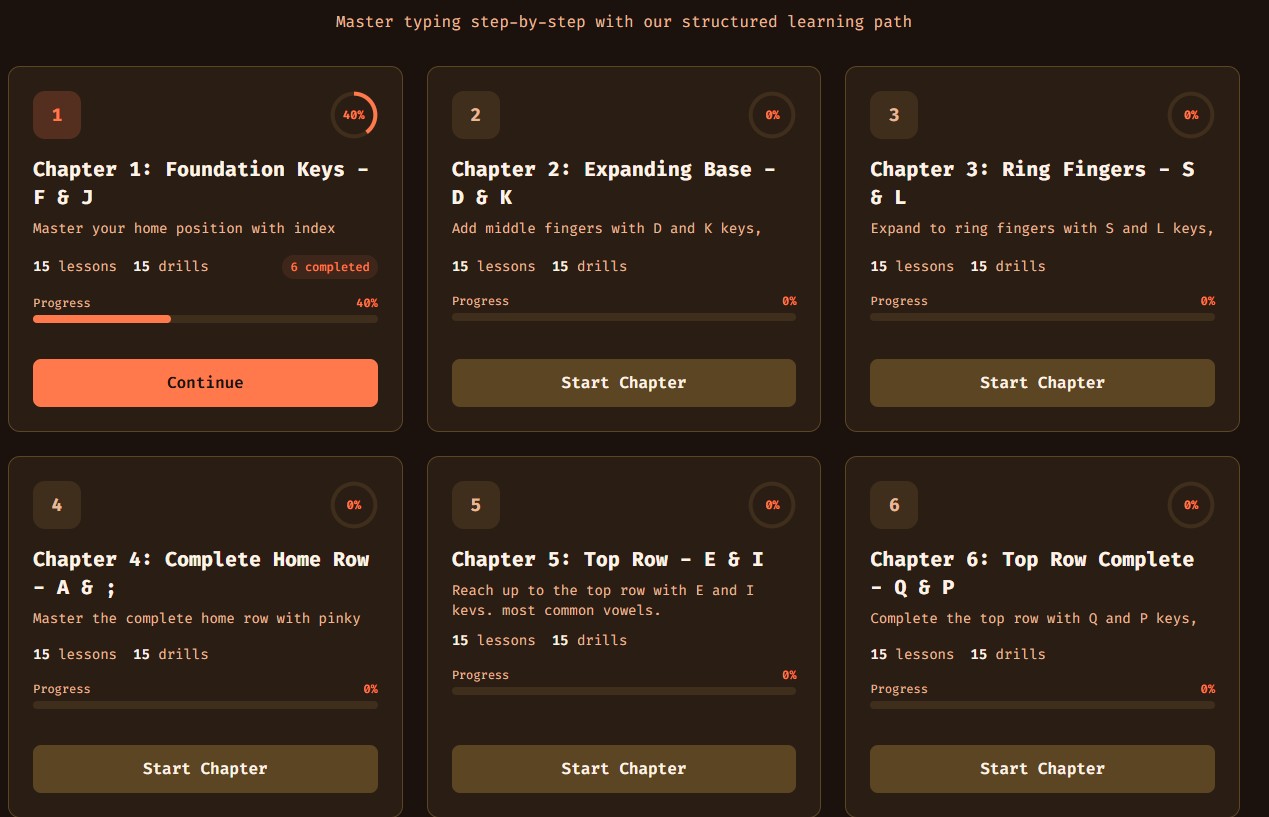 Master typing step-by-step with our structured learning path
1
40%
Chapter 1: Foundation Keys -
F & J
Master your home position with index
15 lessons 15 drills
6 completed
Progress
40%
Continue
2
0%
Chapter 2: Expanding Base -
D & K
Add middle fingers with D and K keys,
15 lessons 15 drills
Progress
0%
Start Chapter
3
0%
Chapter 3: Ring Fingers - S
& L
Expand to ring fingers with S and L keys,
15 lessons 15 drills
Progress
0%
Start Chapter
4
0%
Chapter 4: Complete Home Row
- A & ;
Master the complete home row with pinky
15 lessons 15 drills
Progress
0%
Start Chapter
5
0%
Chapter 5: Top Row - E & I
Reach up to the top row with E and I
keys, most common vowels.
15 lessons 15 drills
Progress
0%
Start Chapter
6
0%
Chapter 6: Top Row Complete
- Q & P
Complete the top row with Q and P keys,
15 lessons 15 drills
Progress
0%
Start Chapter